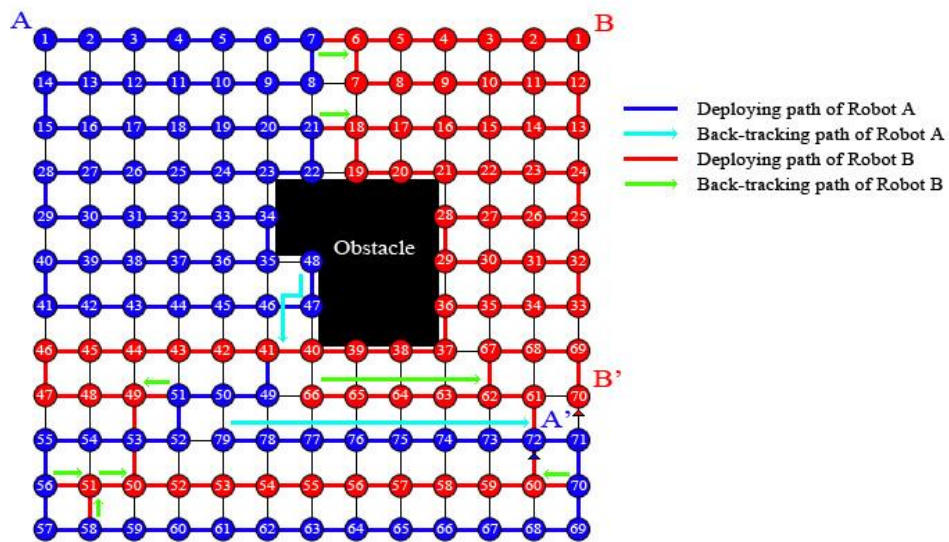 A B
1 2 3 4 5 6 7 6 5 4 3 2 1
14 13 12 11 10 9 8 7 8 9 10 11 12
15 16 17 18 19 20 21 18 17 16 15 14 13
28 27 26 25 24 23 22 19 20 21 22 23 24
29 30 31 32 33 34 28 27 26 25
Obstacle
40 39 38 37 36 35 48 29 30 31 32
41 42 43 44 45 46 47 36 35 34 33
46 45 44 43 42 41 40 39 38 37 67 68 69
B’
47 48 49 51 50 49 66 65 64 63 62 61 70
A’
55 54 53 52 79 78 77 76 75 74 73 72 71
56 51 50 52 53 54 55 56 57 58 59 60 70
57 58 59 60 61 62 63 64 65 66 67 68 69
Deploying path of Robot A
Back-tracking path of Robot A
Deploying path of Robot B
Back-tracking path of Robot B